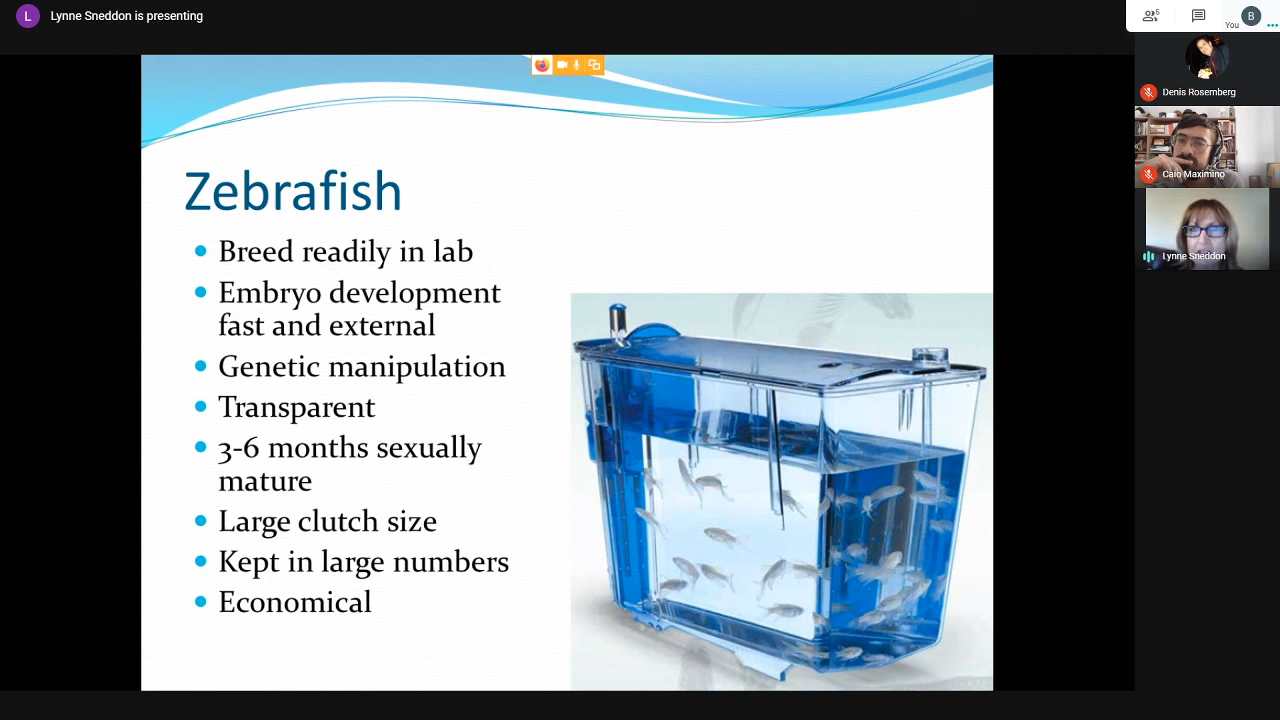 L Lynne Sneddon is presenting
5
You
B
Denis Rosemberg
Caio Maximino
Lynne Sneddon
Zebrafish
Breed readily in lab
Embryo development
fast and external
Genetic manipulation
Transparent
3-6 months sexually
mature
Large clutch size
Kept in large numbers
Economical